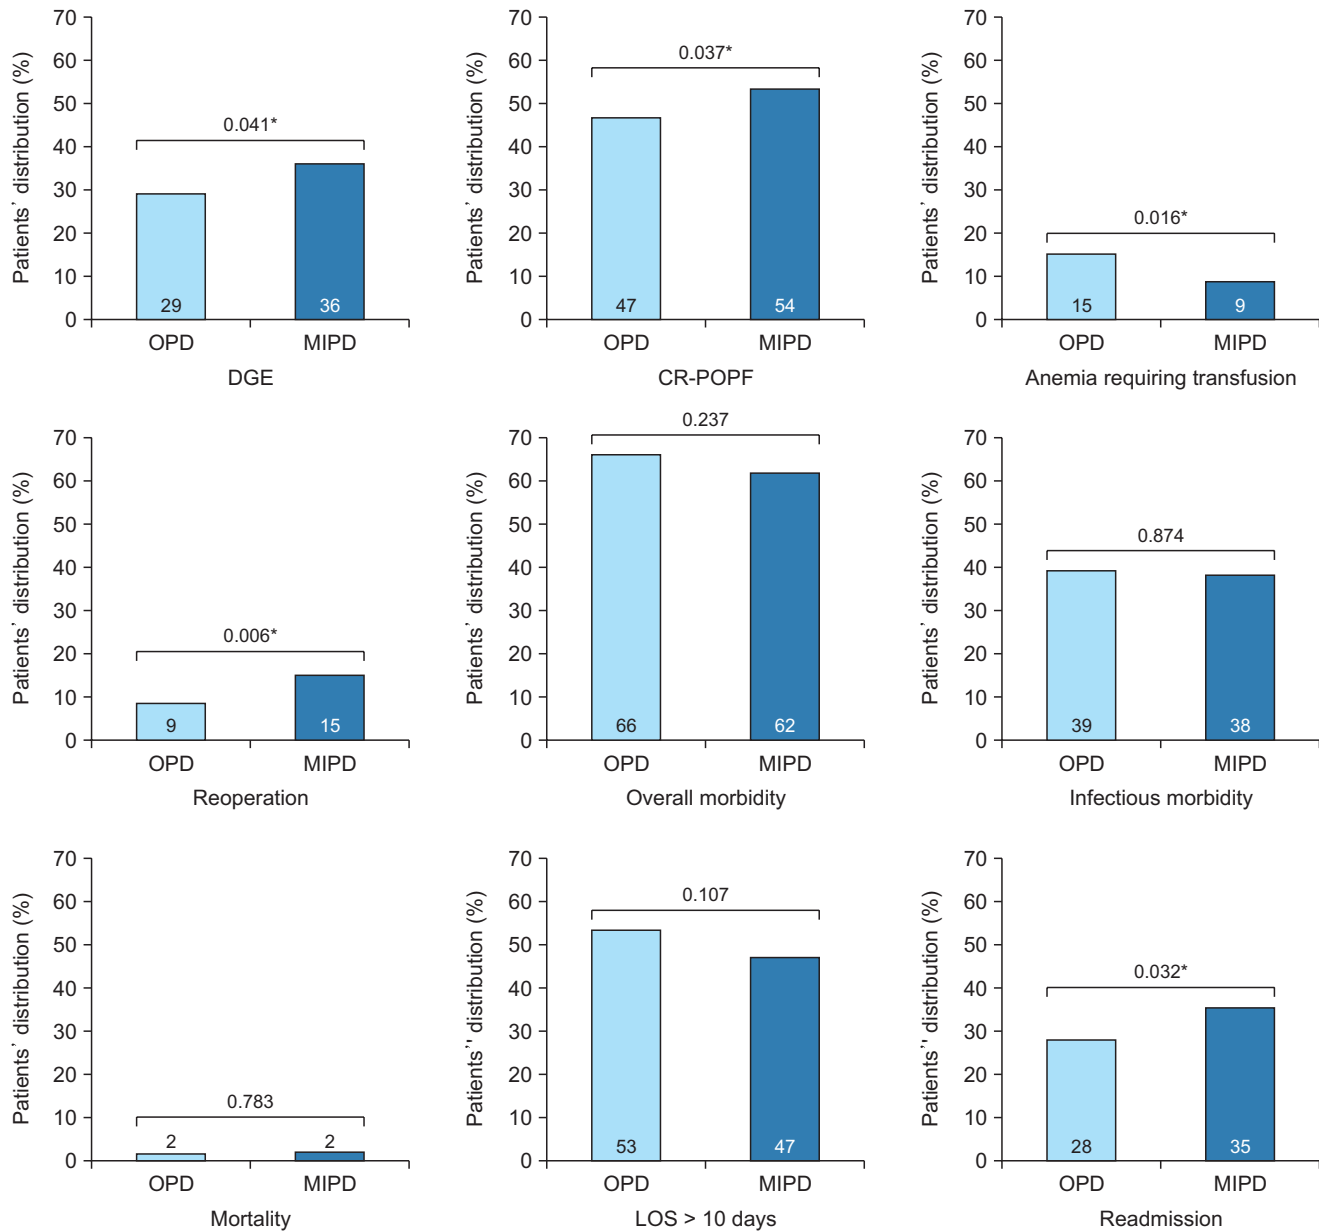 Patients’ distribution (%)
70
60
50
40
30
20
10
0
0.041*
29
36
OPD
MIPD
DGE
Patients’ distribution (%)
70
60
50
40
30
20
10
0
0.037*
47
54
OPD
MIPD
CR-POPF
Patients’ distribution (%)
70
60
50
40
30
20
10
0
0.016*
15
9
OPD
MIPD
Anemia requiring transfusion
Patients’ distribution (%)
70
60
50
40
30
20
10
0
0.006*
9
15
OPD
MIPD
Reoperation
Patients’ distribution (%)
70
60
50
40
30
20
10
0
0.237
66
62
OPD
MIPD
Overall morbidity
Patients’ distribution (%)
70
60
50
40
30
20
10
0
0.874
39
38
OPD
MIPD
Infectious morbidity
Patients’ distribution (%)
70
60
50
40
30
20
10
0
0.783
2
2
OPD
MIPD
Mortality
Patients’' distribution (%)
70
60
50
40
30
20
10
0
0.107
53
47
OPD
MIPD
LOS > 10 days
Patients’' distribution (%)
70
60
50
40
30
20
10
0
0.032*
28
35
OPD
MIPD
Readmission